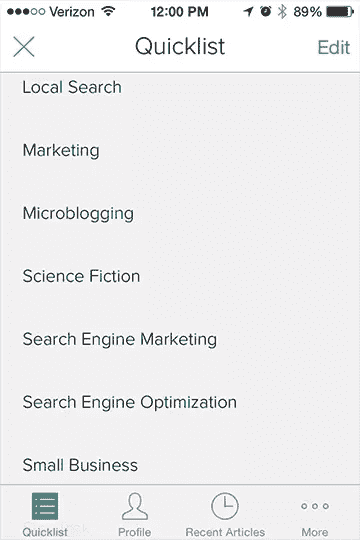 Verizon 12:00 PM 89%
Quicklist Edit
Local Search
Marketing
Microblogging
Science Fiction
Search Engine Marketing
Search Engine Optimization
Small Business
Quicklist Profile Recent Articles More